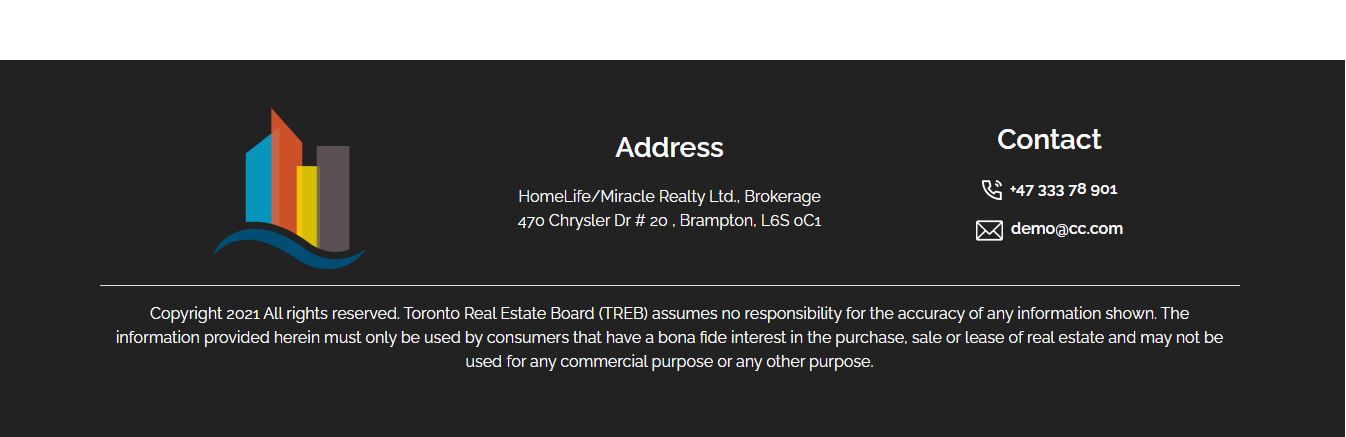 Address
HomeLife/Miracle Realty Ltd., Brokerage
470 Chrysler Dr # 20 , Brampton, L6S 0C1
Contact
+47 333 78 901
demo@cc.com
Copyright 2021 All rights reserved. Toronto Real Estate Board (TREB) assumes no responsibility for the accuracy of any information shown. The
information provided herein must only be used by consumers that have a bona fide interest in the purchase, sale or lease of real estate and may not be
used for any commercial purpose or any other purpose.